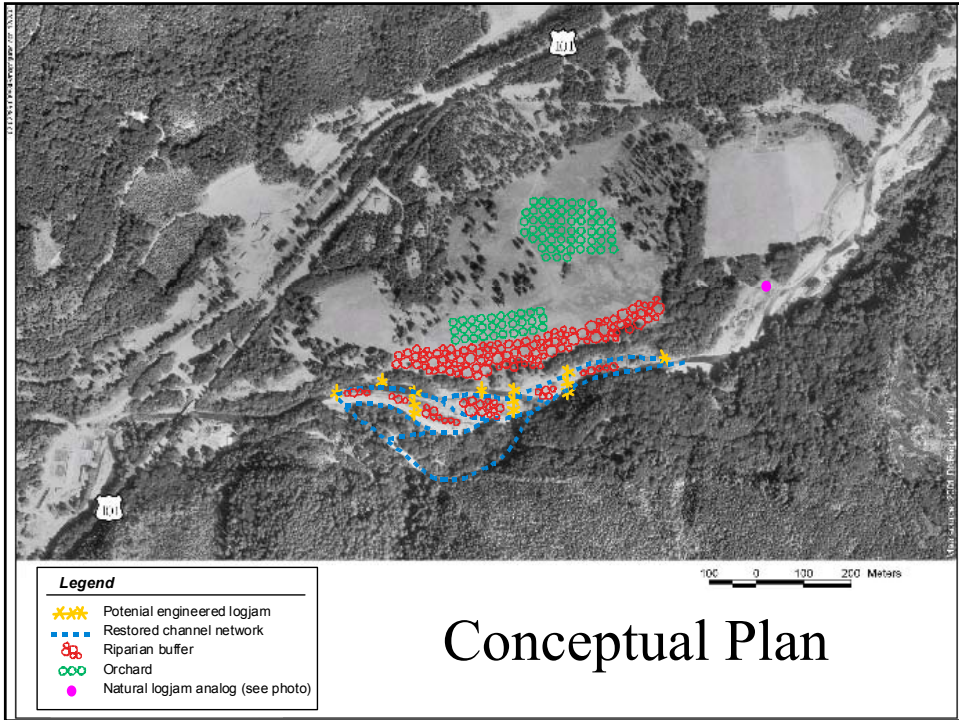 101
101
100 0 100 200 Meters
Legend
Potenial engineered logjam
Restored channel network
Riparian buffer
Orchard
Natural logjam analog (see photo)
Conceptual Plan